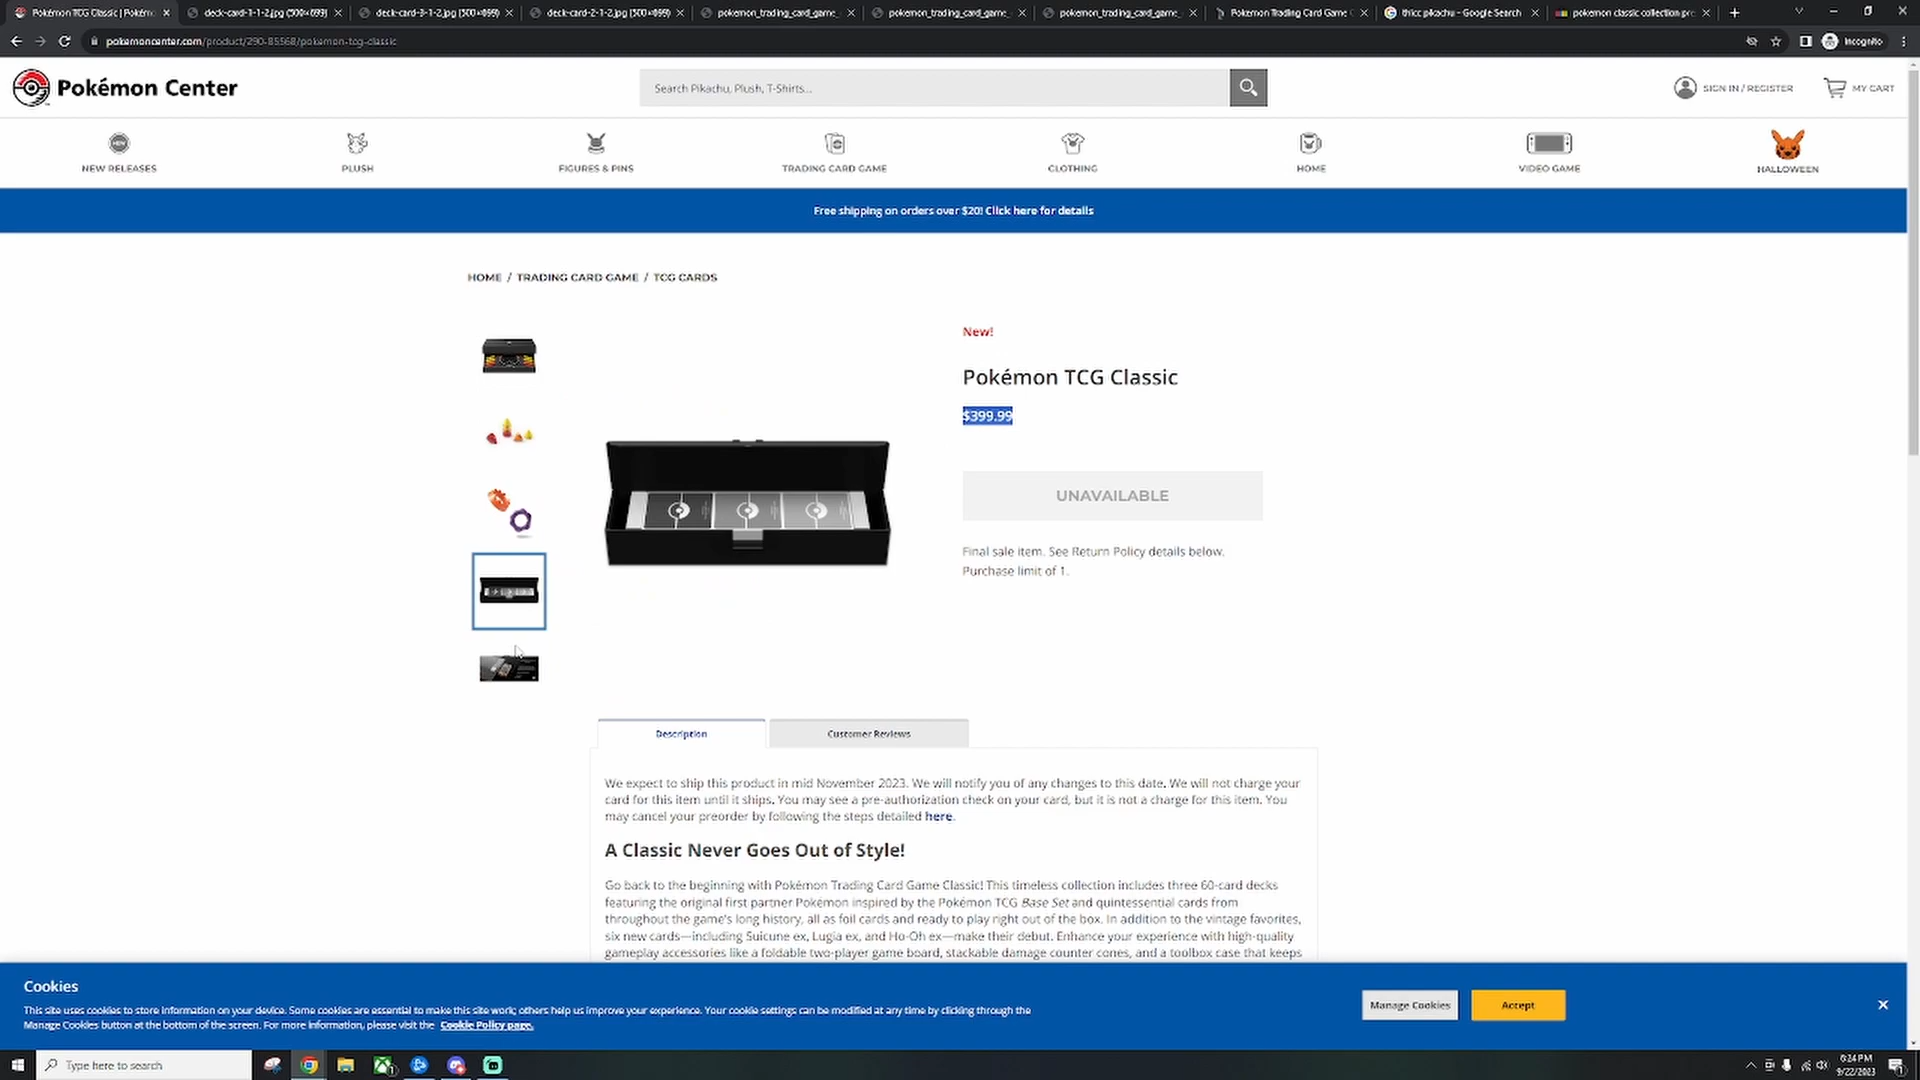 Pokémon TCG Classic | Pokémo
deck-card-1-1-2.jpg (500×699)
deck-card-3-1-2.jpg (500×699)
deck-card-2-1-2.jpg (500×699)
pokemon_trading_card_game_
pokemon_trading_card_game_
pokemon_trading_card_game_
Pokémon Trading Card Game C
thicc pikachu - Google Search
pokemon classic collection pre
pokemoncenter.com/product/290-85568/pokemon-tcg-classic
Incognito
Pokémon Center
Search Pikachu, Plush, T-Shirts...
SIGN IN / REGISTER
MY CART
NEW RELEASES
PLUSH
FIGURES & PINS
TRADING CARD GAME
CLOTHING
HOME
VIDEO GAME
HALLOWEEN
Free shipping on orders over $20! Click here for details
HOME / TRADING CARD GAME / TCG CARDS
New!
Pokémon TCG Classic
$399.99
UNAVAILABLE
Final sale item. See Return Policy details below.
Purchase limit of 1.
Description
Customer Reviews
We expect to ship this product in mid November 2023. We will notify you of any changes to this date. We will not charge your
card for this item until it ships. You may see a pre-authorization check on your card, but it is not a charge for this item. You
may cancel your preorder by following the steps detailed here.
A Classic Never Goes Out of Style!
Go back to the beginning with Pokémon Trading Card Game Classic! This timeless collection includes three 60-card decks
featuring the original first partner Pokémon inspired by the Pokémon TCG Base Set and quintessential cards from
throughout the game's long history, all as foil cards and ready to play right out of the box. In addition to the vintage favorites,
six new cards—including Suicune ex, Lugia ex, and Ho-Oh ex—make their debut. Enhance your experience with high-quality
gameplay accessories like a foldable two-player game board, stackable damage counter cones, and a toolbox case that keeps
Cookies
This site uses cookies to store information on your device. Some cookies are essential to make this site work; others help us improve your experience. Your cookie settings can be modified at any time by clicking through the
Manage Cookies button at the bottom of the screen. For more information, please visit the Cookie Policy page.
Manage Cookies
Accept
Type here to search
6:24 PM
9/22/2023